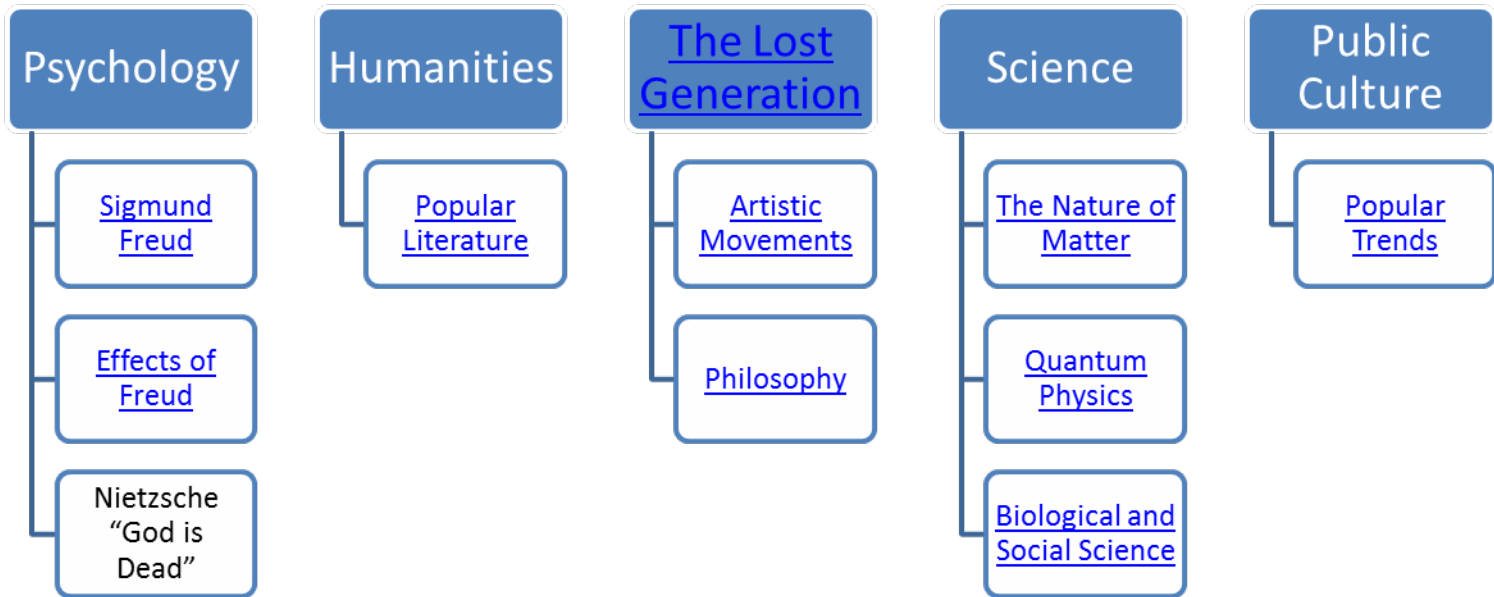 Psychology
Sigmund
Freud
Effects of
Freud
Nietzsche
“God is
Dead”
Humanities
Popular
Literature
The Lost
Generation
Artistic
Movements
Philosophy
Science
The Nature of
Matter
Quantum
Physics
Biological and
Social Science
Public
Culture
Popular
Trends